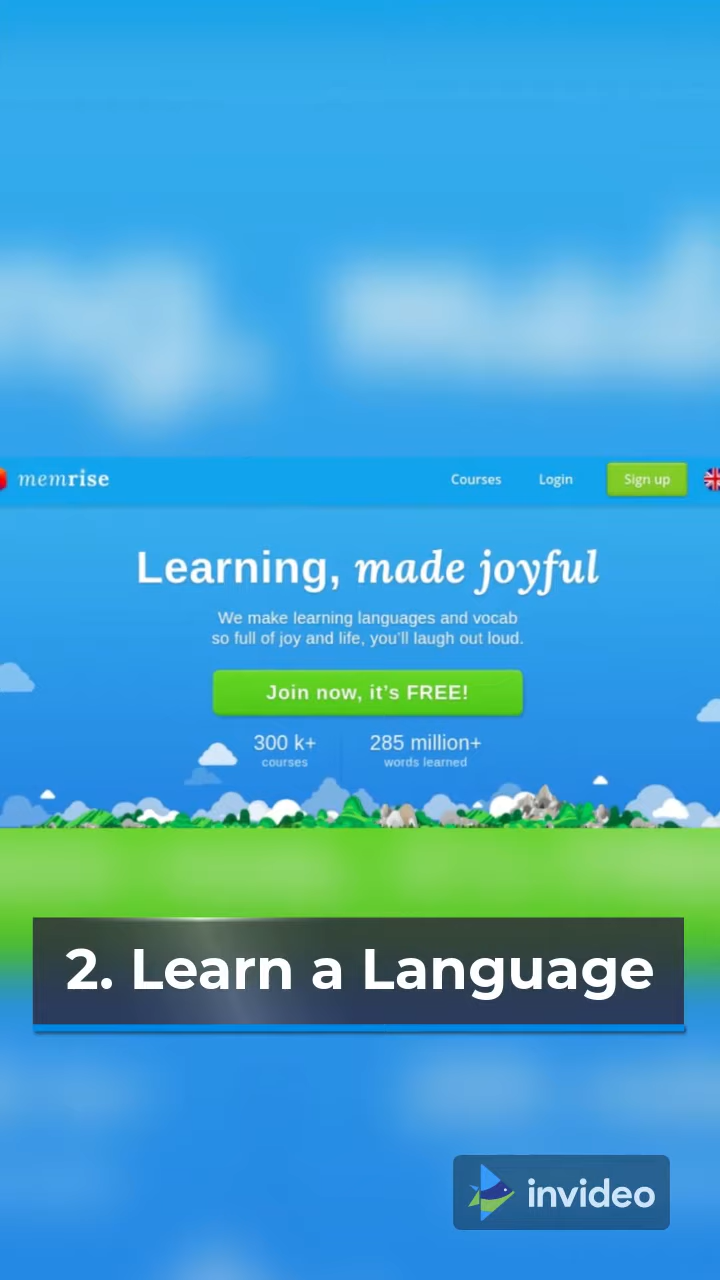 memrise
Courses
Login
Sign up
Learning, made joyful
We make learning languages and vocab
so full of joy and life, you'll laugh out loud.
Join now, it's FREE!
300 k+
courses
285 million+
words learned
2. Learn a Language
invideo